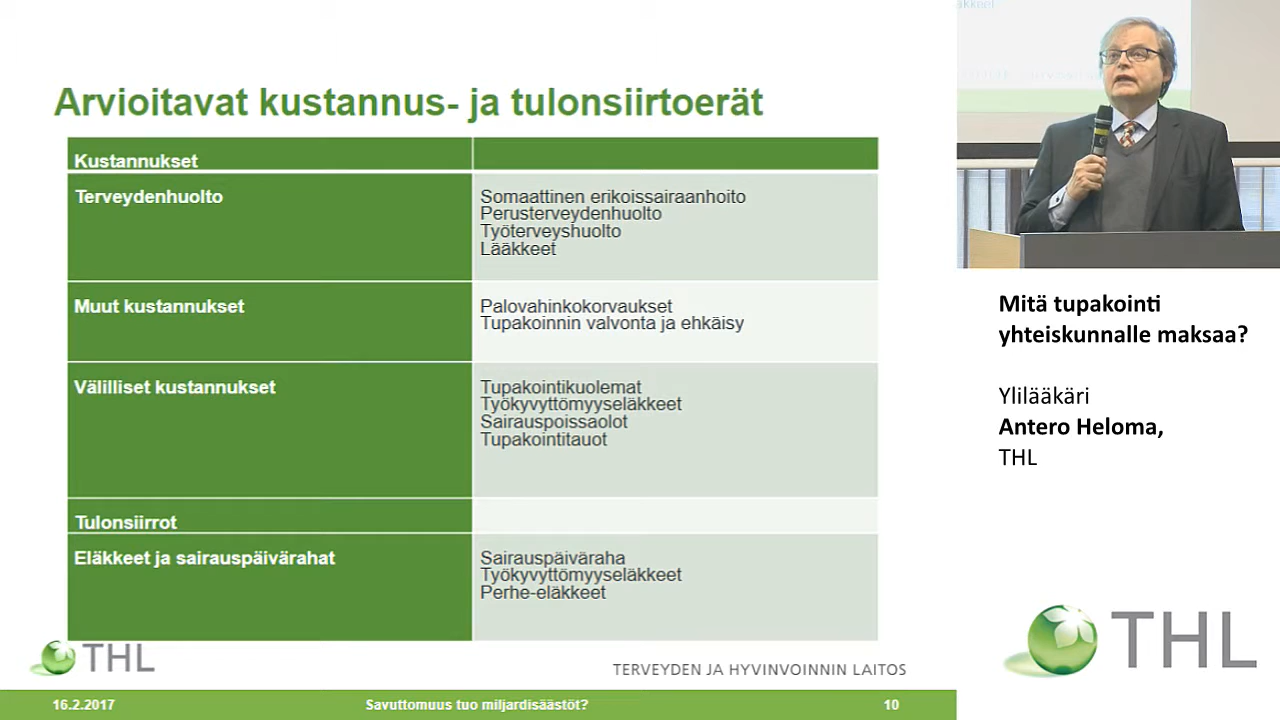 Arvioitavat kustannus- ja tulonsiirtoerät
Kustannukset
Terveydenhuolto
Somaattinen erikoissairaanhoito
Perusterveydenhuolto
Työterveyshuolto
Lääkkeet
Muut kustannukset
Palovahinkokorvaukset
Tupakoinnin valvonta ja ehkäisy
Välilliset kustannukset
Tupakointikuolemat
Työkyvyttömyyseläkkeet
Sairauspoissaolot
Tupakointitauot
Tulonsiirrot
Eläkkeet ja sairauspäivärahat
Sairauspäiväraha
Työkyvyttömyyseläkkeet
Perhe-eläkkeet
THL
TERVEYDEN JA HYVINVOINNIN LAITOS
16.2.2017
Savuttomuus tuo miljardisäästöt?
10
Mitä tupakointi
yhteiskunnalle maksaa?
Ylilääkäri
Antero Heloma,
THL
THL